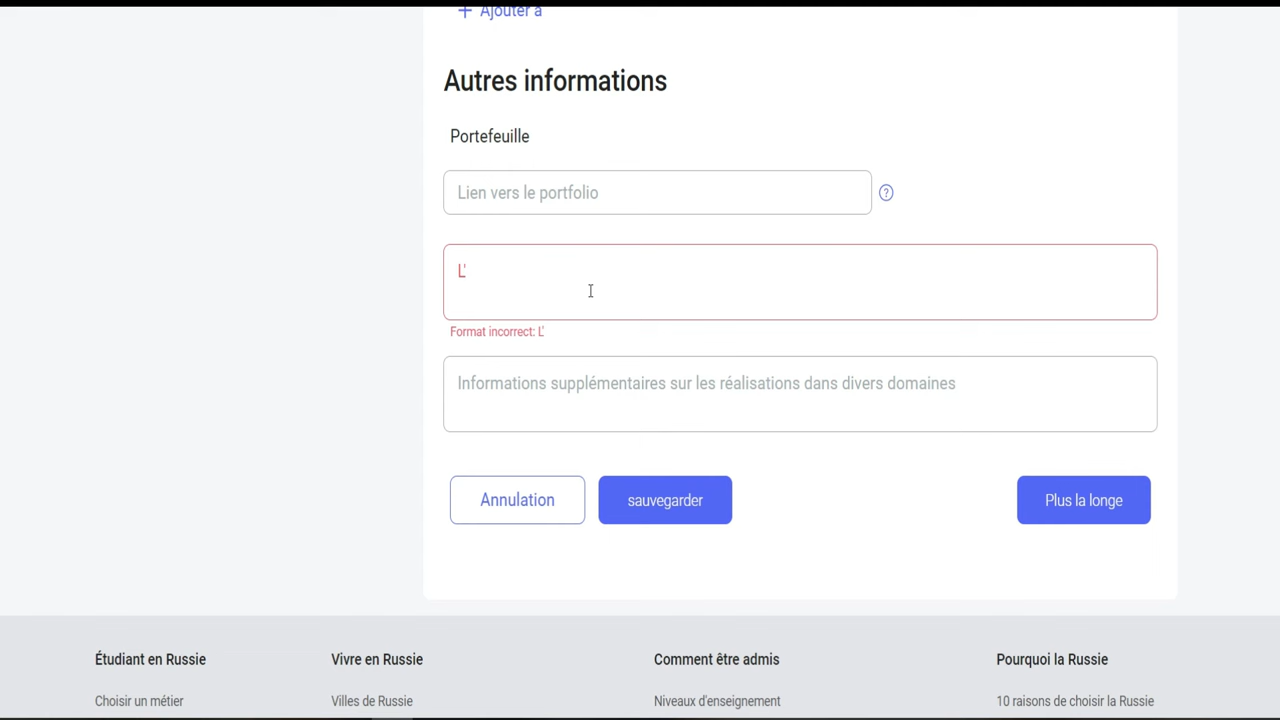 + Ajouter a
Autres informations
Portefeuille
Lien vers le portfolio
?
L'
Format incorrect: L'
Informations supplémentaires sur les réalisations dans divers domaines
Annulation
sauvegarder
Plus la longe
Étudiant en Russie
Vivre en Russie
Comment être admis
Pourquoi la Russie
Choisir un métier
Villes de Russie
Niveaux d'enseignement
10 raisons de choisir la Russie